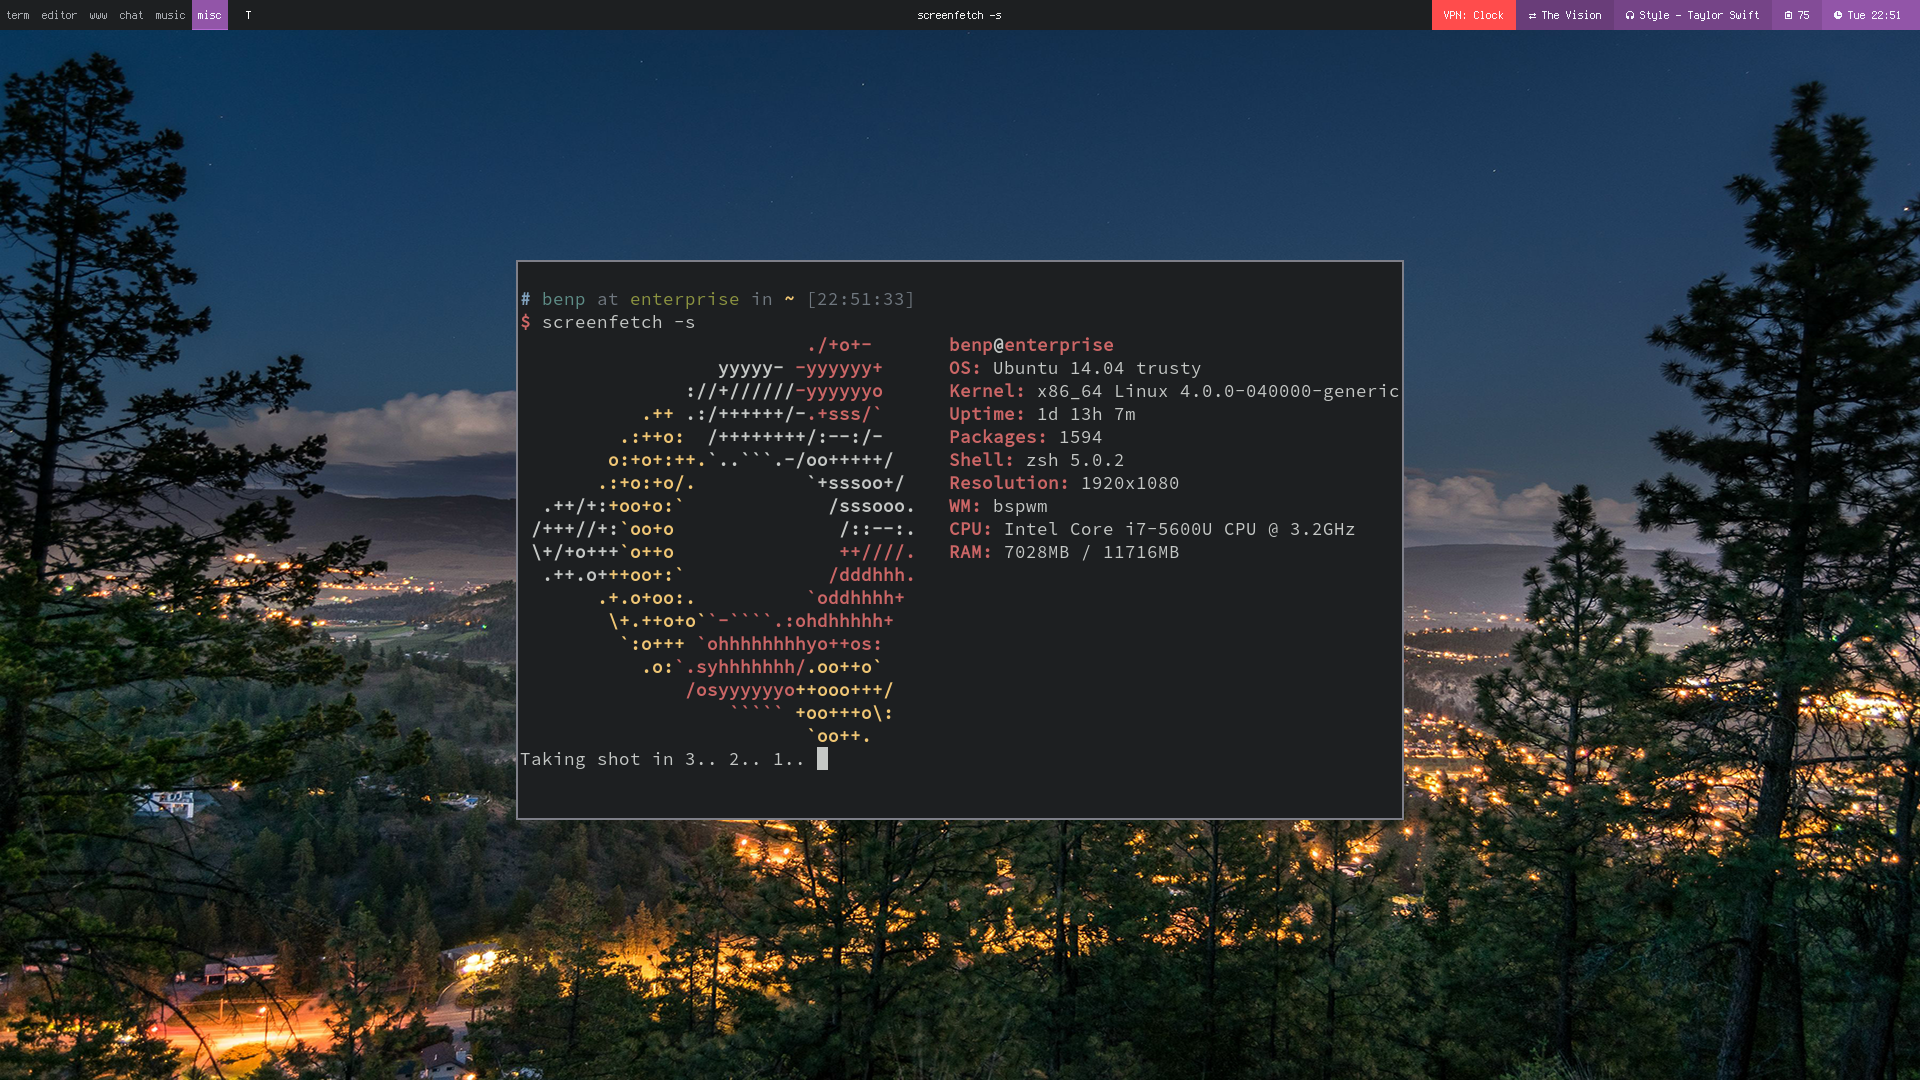 term editor www chat music misc T screenfetch -s VPN: Clock ⇄ The Vision Style - Taylor Swift 75 Tue 22:51
# benp at enterprise in ~ [22:51:33]
$ screenfetch -s
./+o+- benp@enterprise
yyyyy- -yyyyyy+ OS: Ubuntu 14.04 trusty
://+//////-yyyyyyo Kernel: x86_64 Linux 4.0.0-040000-generic
.++ .:/++++++/-.+sss/` Uptime: 1d 13h 7m
.:++o: /++++++++/:--:/- Packages: 1594
o:+o+:++.`..```.-/oo+++++/ Shell: zsh 5.0.2
.:+o:+o/. `+sssoo+/ Resolution: 1920x1080
.++/+:+oo+o:` /sssooo. WM: bspwm
/+++//+:`oo+o /::--:. CPU: Intel Core i7-5600U CPU @ 3.2GHz
\+/+o+++`o++o ++////. RAM: 7028MB / 11716MB
.++.o+++oo+:` /dddhhh.
.+.o+oo:. `oddhhhh+
\+.++o+o``-````.:ohdhhhhh+
`:o+++ `ohhhhhhhhyo++os:
.o:`.syhhhhhhh/.oo++o`
/osyyyyyyo++ooo+++/
````` +oo+++o\:
`oo++.
Taking shot in 3.. 2.. 1..